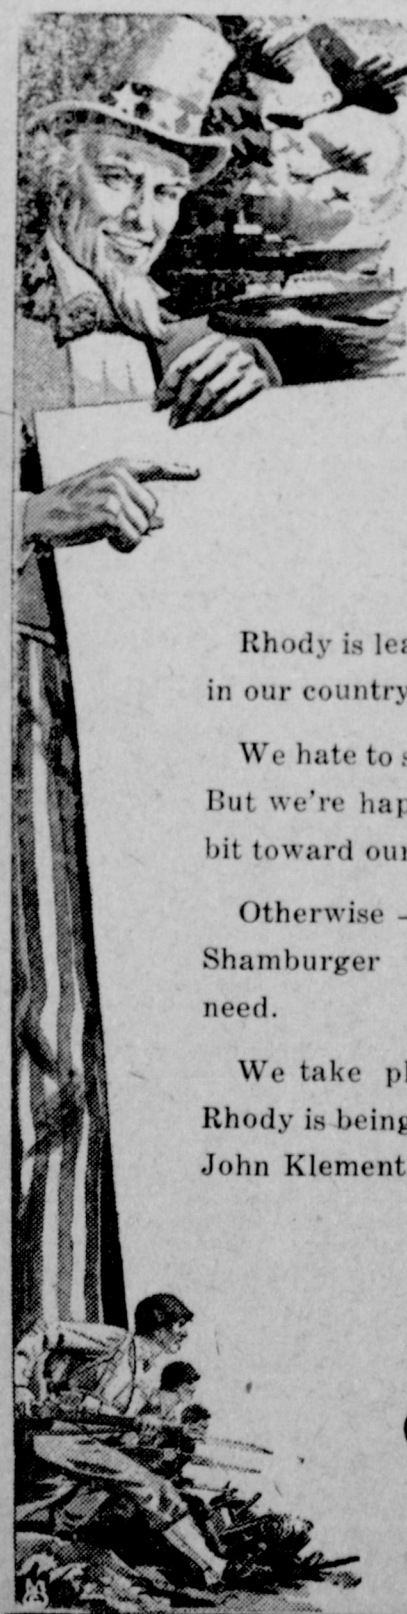 Rhody is lea
in our country
We hate to s
But we're hap
bit toward our
Otherwise –
Shamburger
need.
We take pl
Rhody is being
John Klement